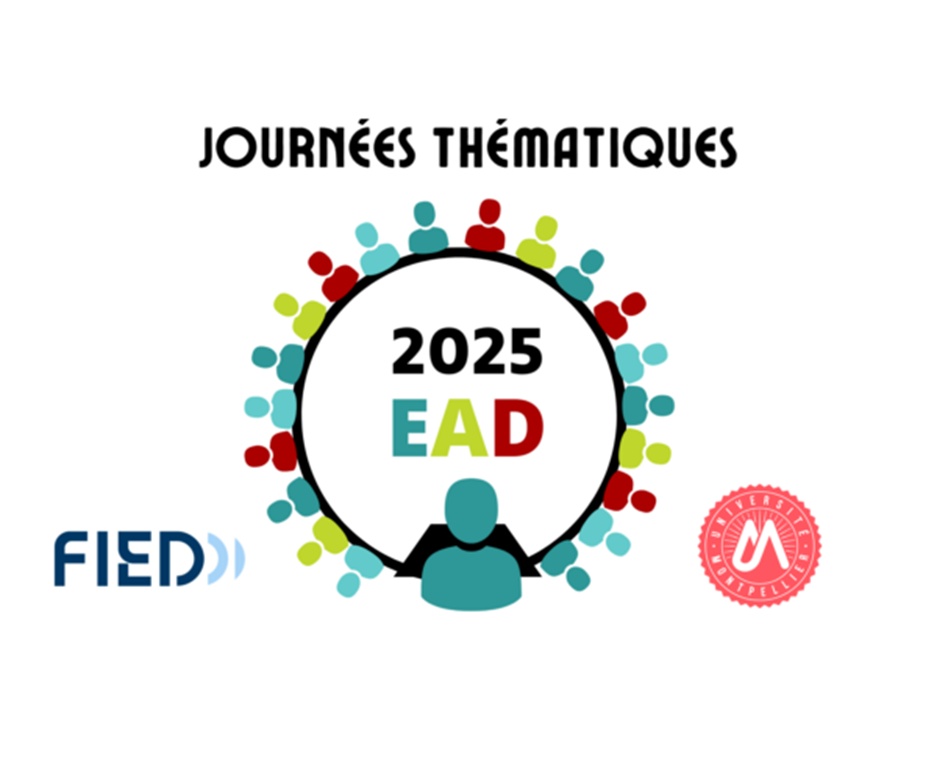 JOURNÉES THÉMATIQUES
2025
EAD
FIED
UNIVERSITÉ
MONTPELLIER